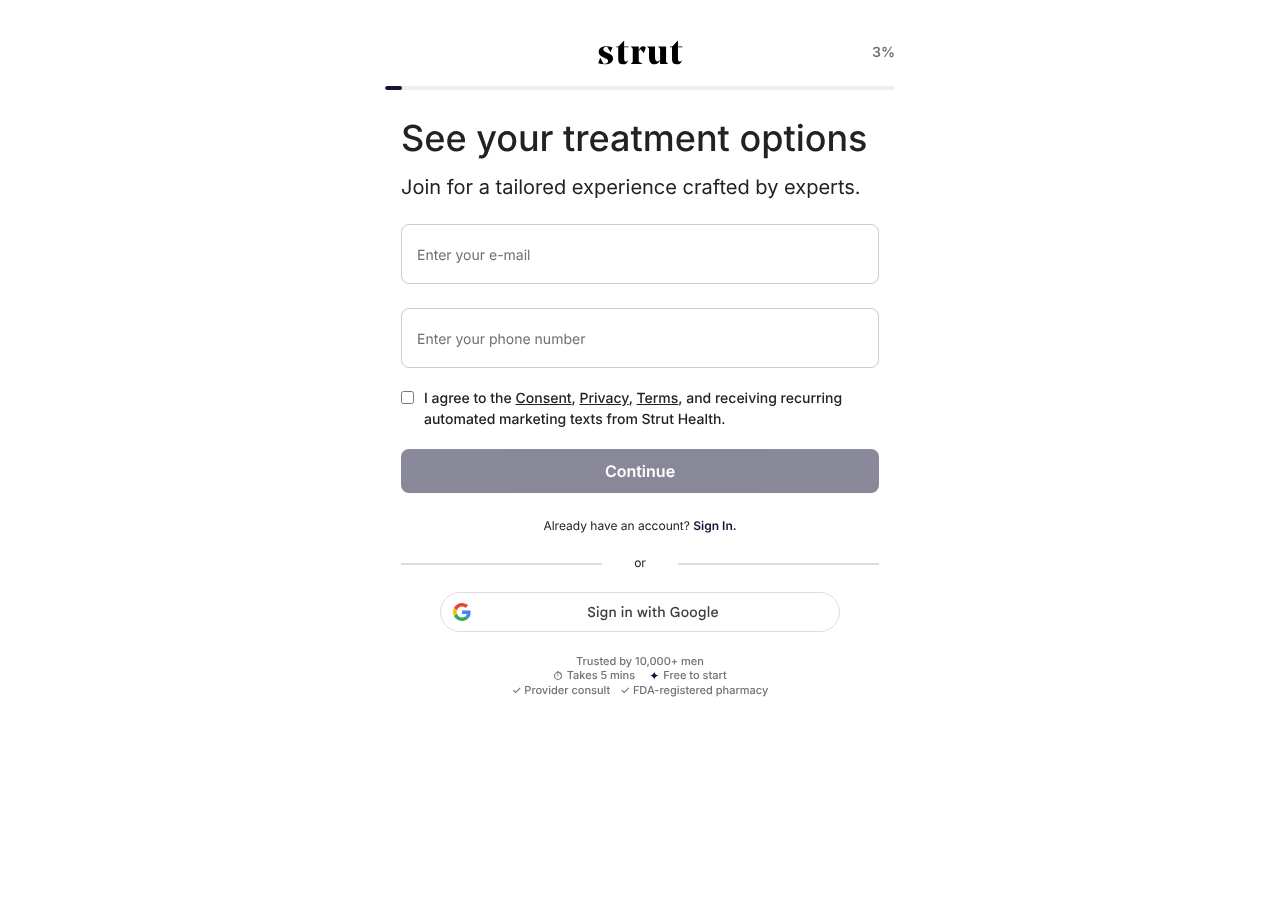 strut
3%
See your treatment options
Join for a tailored experience crafted by experts.
Enter your e-mail
Enter your phone number
I agree to the Consent, Privacy, Terms, and receiving recurring
automated marketing texts from Strut Health.
Continue
Already have an account? Sign In.
or
Sign in with Google
Trusted by 10,000+ men
⏱ Takes 5 mins ✦ Free to start
✓ Provider consult ✓ FDA-registered pharmacy